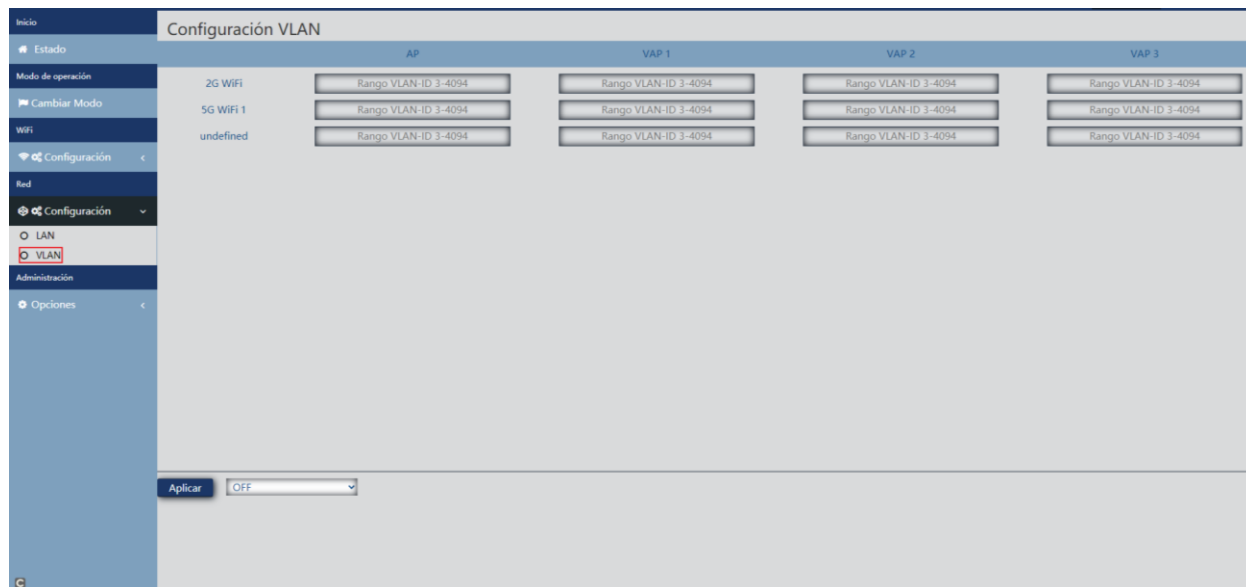 Inicio
Estado
Modo de operación
Cambiar Modo
WiFi
Configuración
Red
Configuración
LAN
VLAN
Administración
Opciones
Configuración VLAN
AP VAP 1 VAP 2 VAP 3
2G WiFi Rango VLAN-ID 3-4094 Rango VLAN-ID 3-4094 Rango VLAN-ID 3-4094 Rango VLAN-ID 3-4094
5G WiFi 1 Rango VLAN-ID 3-4094 Rango VLAN-ID 3-4094 Rango VLAN-ID 3-4094 Rango VLAN-ID 3-4094
undefined Rango VLAN-ID 3-4094 Rango VLAN-ID 3-4094 Rango VLAN-ID 3-4094 Rango VLAN-ID 3-4094
Aplicar OFF